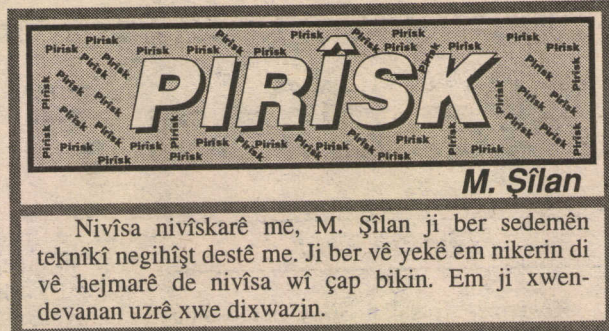 PIRÎSK
M. Şîlan
Nivîsa nivîskarê me, M. Şîlan ji ber sedemên
teknîkî negihîşt destê me. Ji ber vê yekê em nikerin di
vê hejmarê de nivîsa wî çap bikin. Em ji xwen-
devanan uzrê xwe dixwazin.